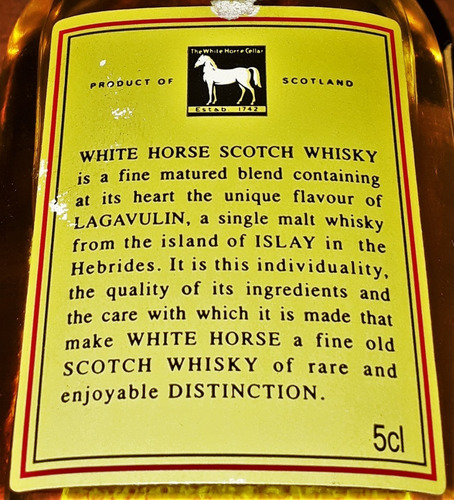 The White Horse Cellar
PRODUCT OF SCOTLAND
Estab. 1742
WHITE HORSE SCOTCH WHISKY
is a fine matured blend containing
at its heart the unique flavour of
LAGAVULIN, a single malt whisky
from the island of ISLAY in the
Hebrides. It is this individuality,
the quality of its ingredients and
the care with which it is made that
make WHITE HORSE a fine old
SCOTCH WHISKY of rare and
enjoyable DISTINCTION.
5cl